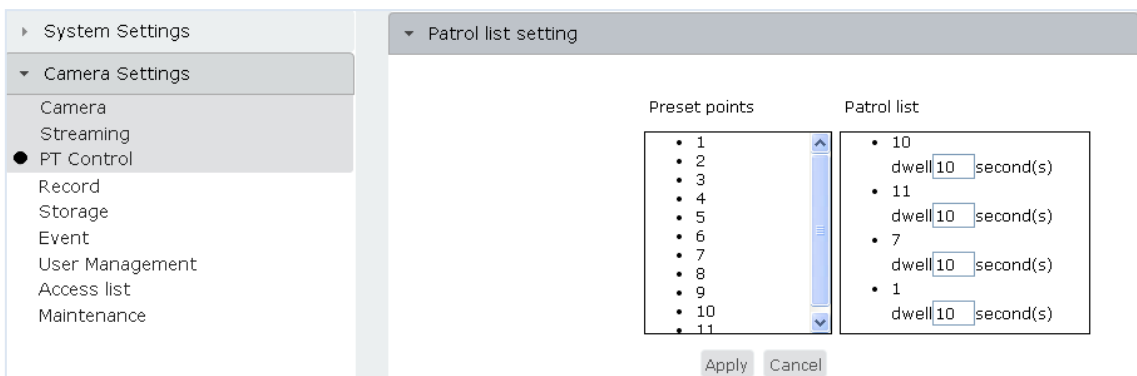 System Settings
Camera Settings
Camera
Streaming
PT Control
Record
Storage
Event
User Management
Access list
Maintenance
Patrol list setting
Preset points
1
2
3
4
5
6
7
8
9
10
11
Patrol list
10
dwell 10 second(s)
11
dwell 10 second(s)
7
dwell 10 second(s)
1
dwell 10 second(s)
Apply Cancel